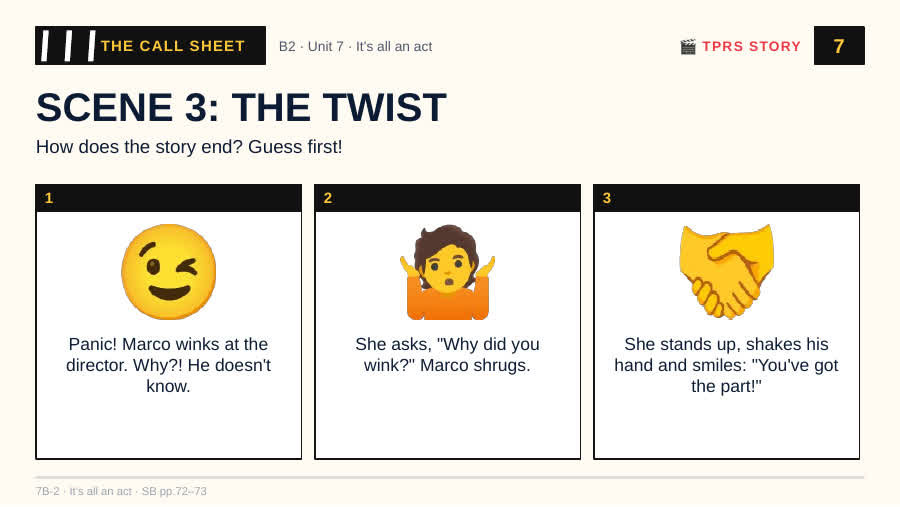 THE CALL SHEET
B2 · Unit 7 · It's all an act
TPRS STORY
7
SCENE 3: THE TWIST
How does the story end? Guess first!
1
Panic! Marco winks at the
director. Why?! He doesn't
know.
2
She asks, "Why did you
wink?" Marco shrugs.
3
She stands up, shakes his
hand and smiles: "You've got
the part!"
7B-2 · It's all an act · SB pp.72–73